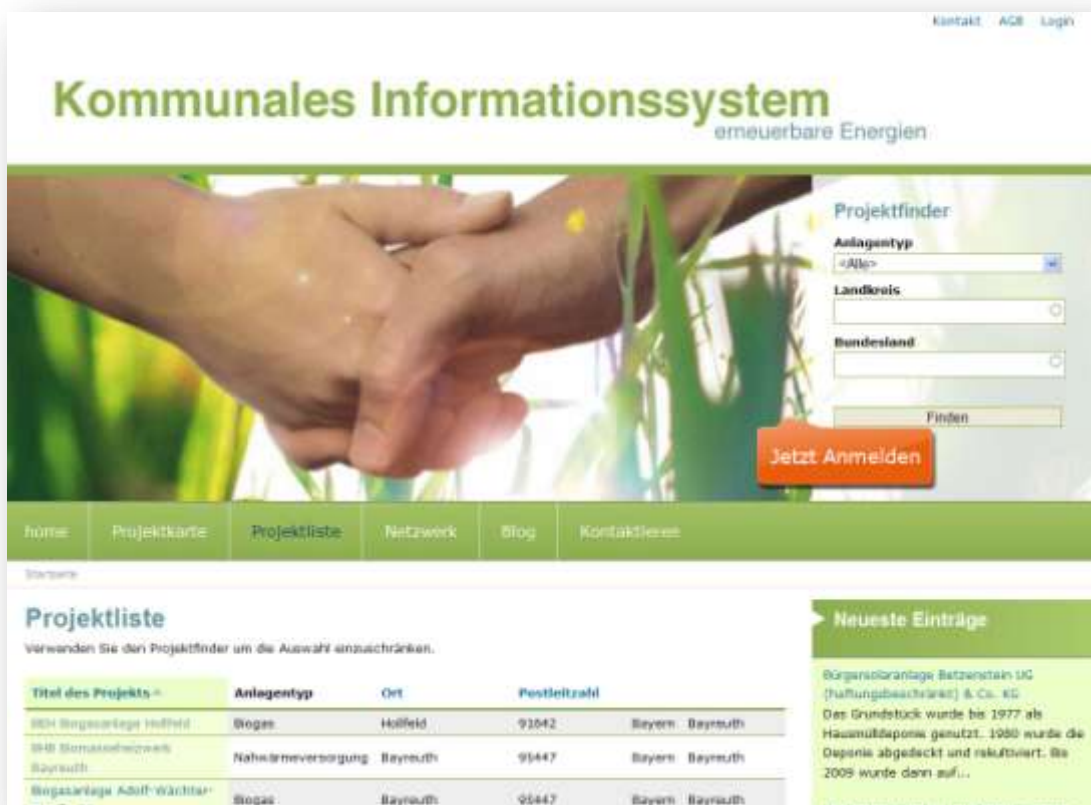 Kontakt AGB Login
Kommunales Informationssystem
erneuerbare Energien
Projektfinder
Anlagentyp
<Alle>
Landkreis
Bundesland
Finden
Jetzt Anmelden
home Projektkarte Projektliste Netzwerk Blog Kontaktieren
Startseite
Projektliste
Verwenden Sie den Projektfinder um die Auswahl einzuschränken.
Titel des Projekts Anlagentyp Ort Postleitzahl
Biogasanlage Hollfeld Biogas Hollfeld Bayern Bayreuth
Bayreuth Nahwärmeversorgung Bayreuth 95447 Bayern Bayreuth
Biogasanlage Adolf-Wächter- Biogas Bayreuth 95447 Bayern Bayreuth
Neueste Einträge
Bürgersolaranlage Betzenstein UG
(haftungsbeschränkt) & Co. KG
Das Grundstück wurde bis 1977 als
Hausmülldeponie genutzt. 1980 wurde die
Deponie abgedeckt und rekultiviert. Bis
2009 wurde dann auf...